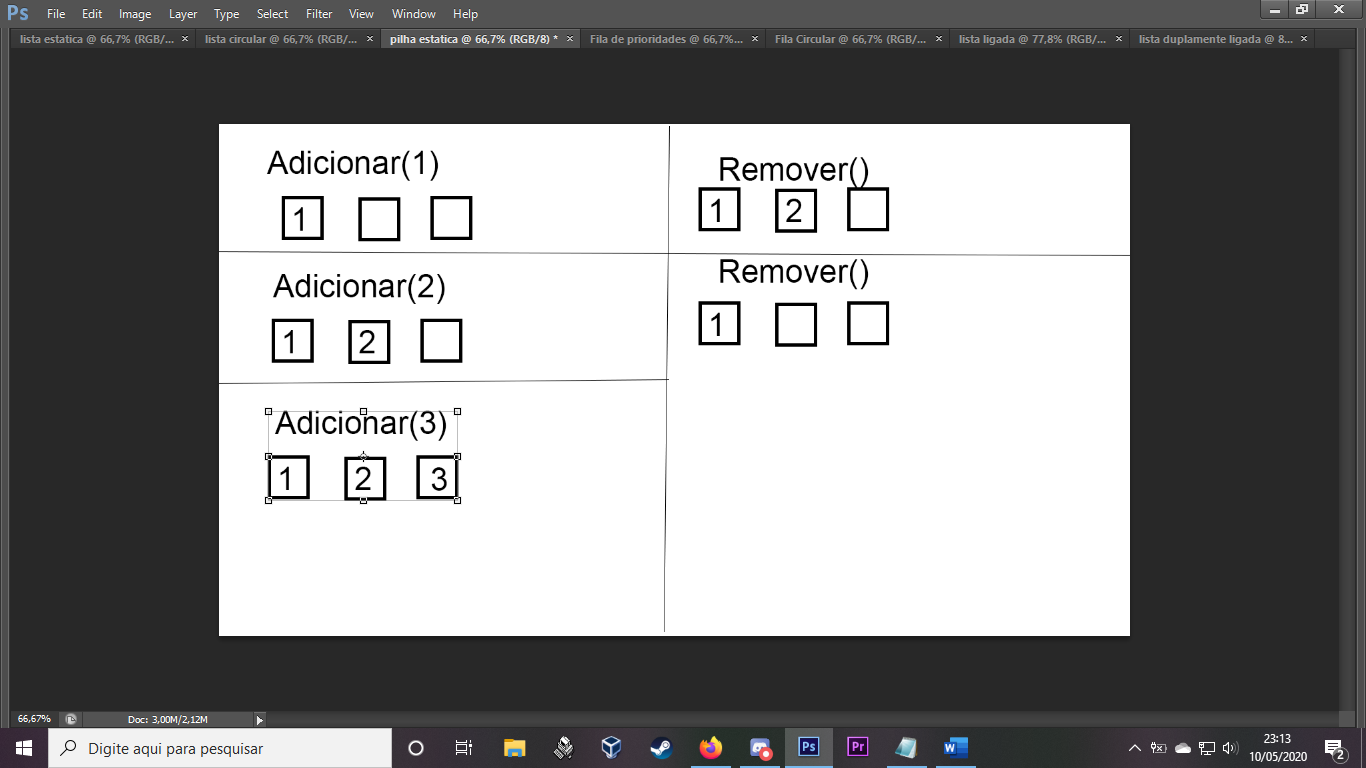 Ps File Edit Image Layer Type Select Filter View Window Help
lista estatica @ 66,7% (RGB/... × lista circular @ 66,7% (RGB/... × pilha estatica @ 66,7% (RGB/8) * × Fila de prioridades @ 66,7%... × Fila Circular @ 66,7% (RGB/... × lista ligada @ 77,8% (RGB/... × lista duplamente ligada @ 8... ×
Adicionar(1)
1
Adicionar(2)
1 2
Adicionar(3)
1 2 3
Remover()
1 2
Remover()
1
66,67% Doc: 3,00M/2,12M
Digite aqui para pesquisar
Ps Pr W
23:13
10/05/2020
2